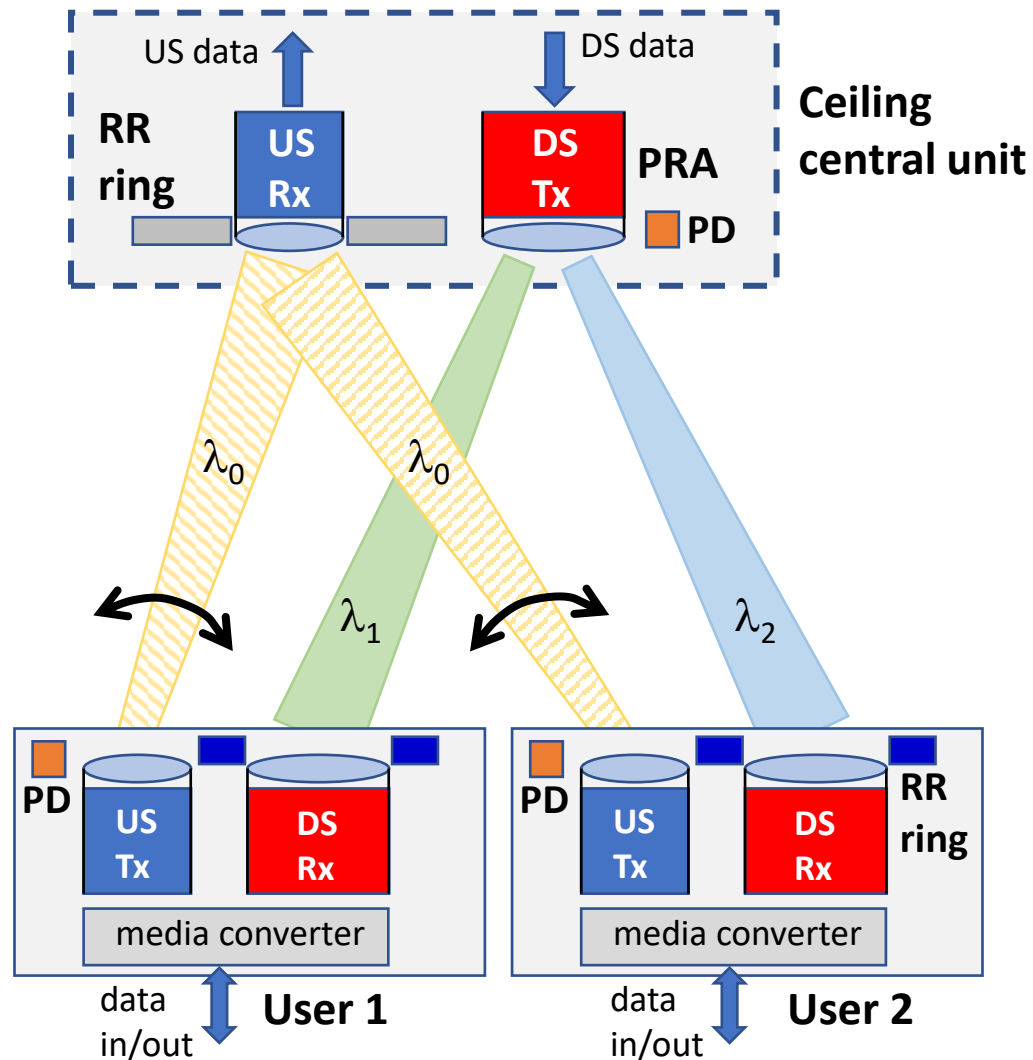 US data
DS data
Ceiling
central unit
RR
ring
US
Rx
DS
Tx
PRA
PD
λ0
λ0
λ1
λ2
PD
US
Tx
DS
Rx
media converter
data
in/out
User 1
PD
US
Tx
DS
Rx
RR
ring
media converter
data
in/out
User 2